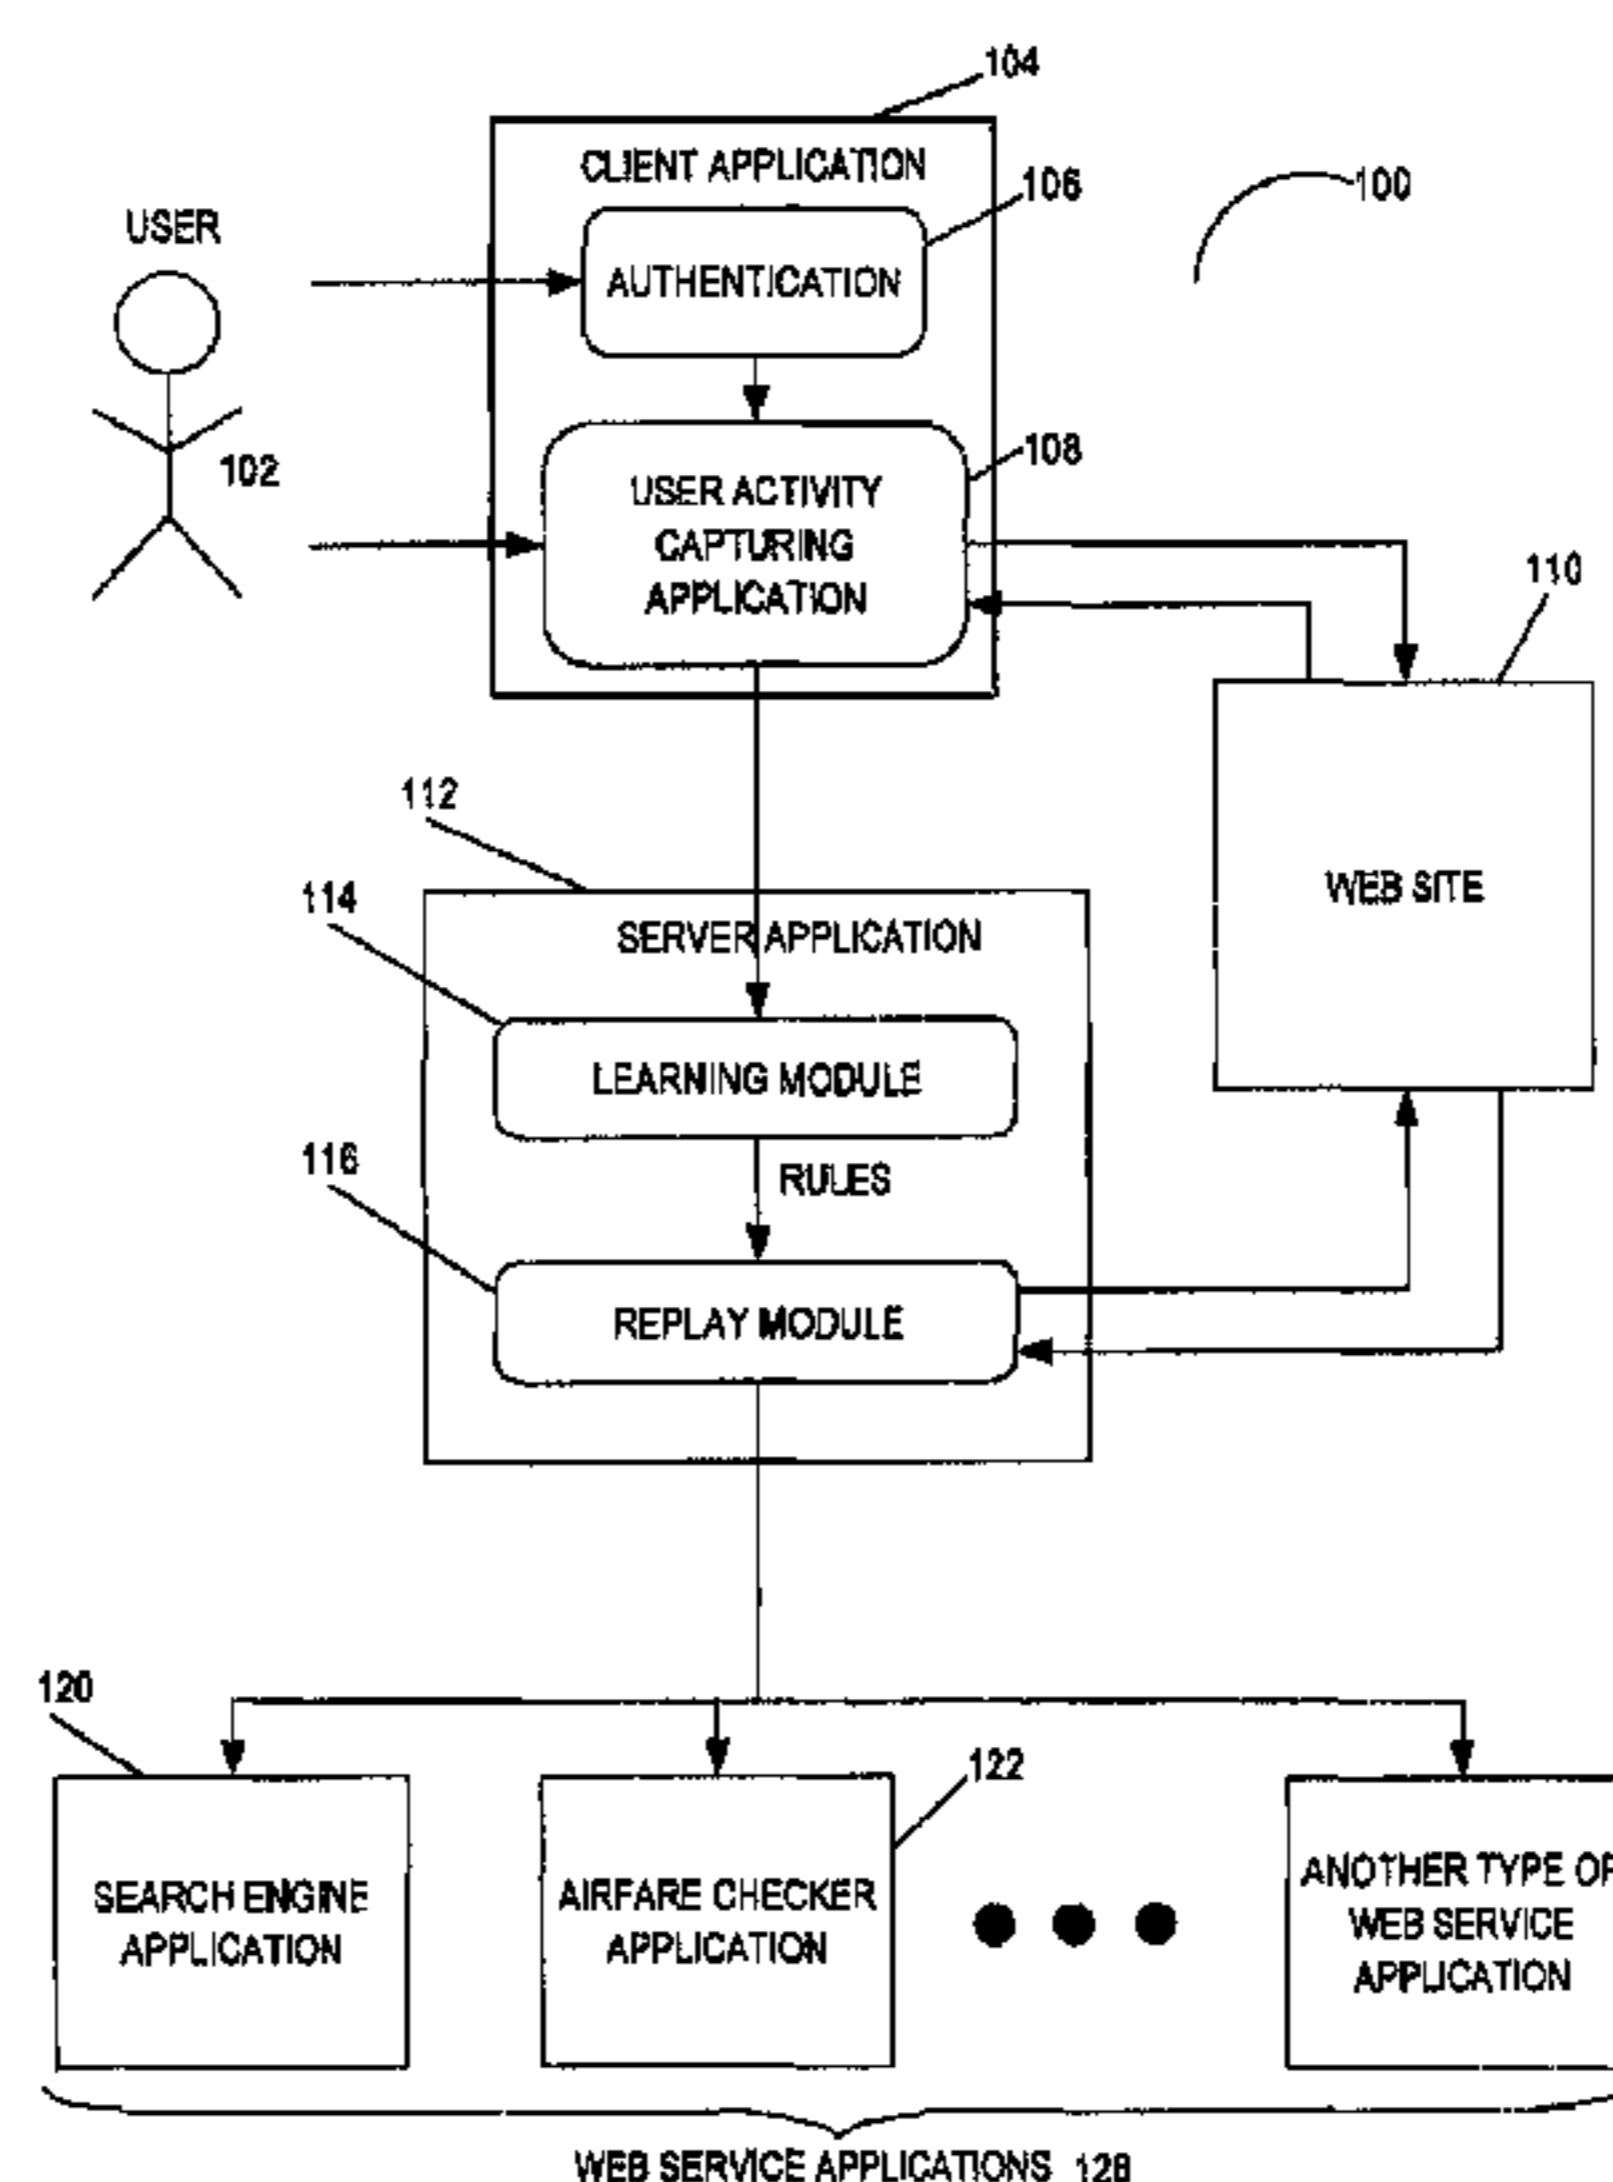 104
CLIENT APPLICATION
106
100
USER
AUTHENTICATION
102
108
USER ACTIVITY
CAPTURING
APPLICATION
110
112
WEB SITE
114
SERVER APPLICATION
LEARNING MODULE
116
RULES
REPLAY MODULE
120
122
SEARCH ENGINE
APPLICATION
AIRFARE CHECKER
APPLICATION
ANOTHER TYPE OF
WEB SERVICE
APPLICATION
WEB SERVICE APPLICATIONS 128